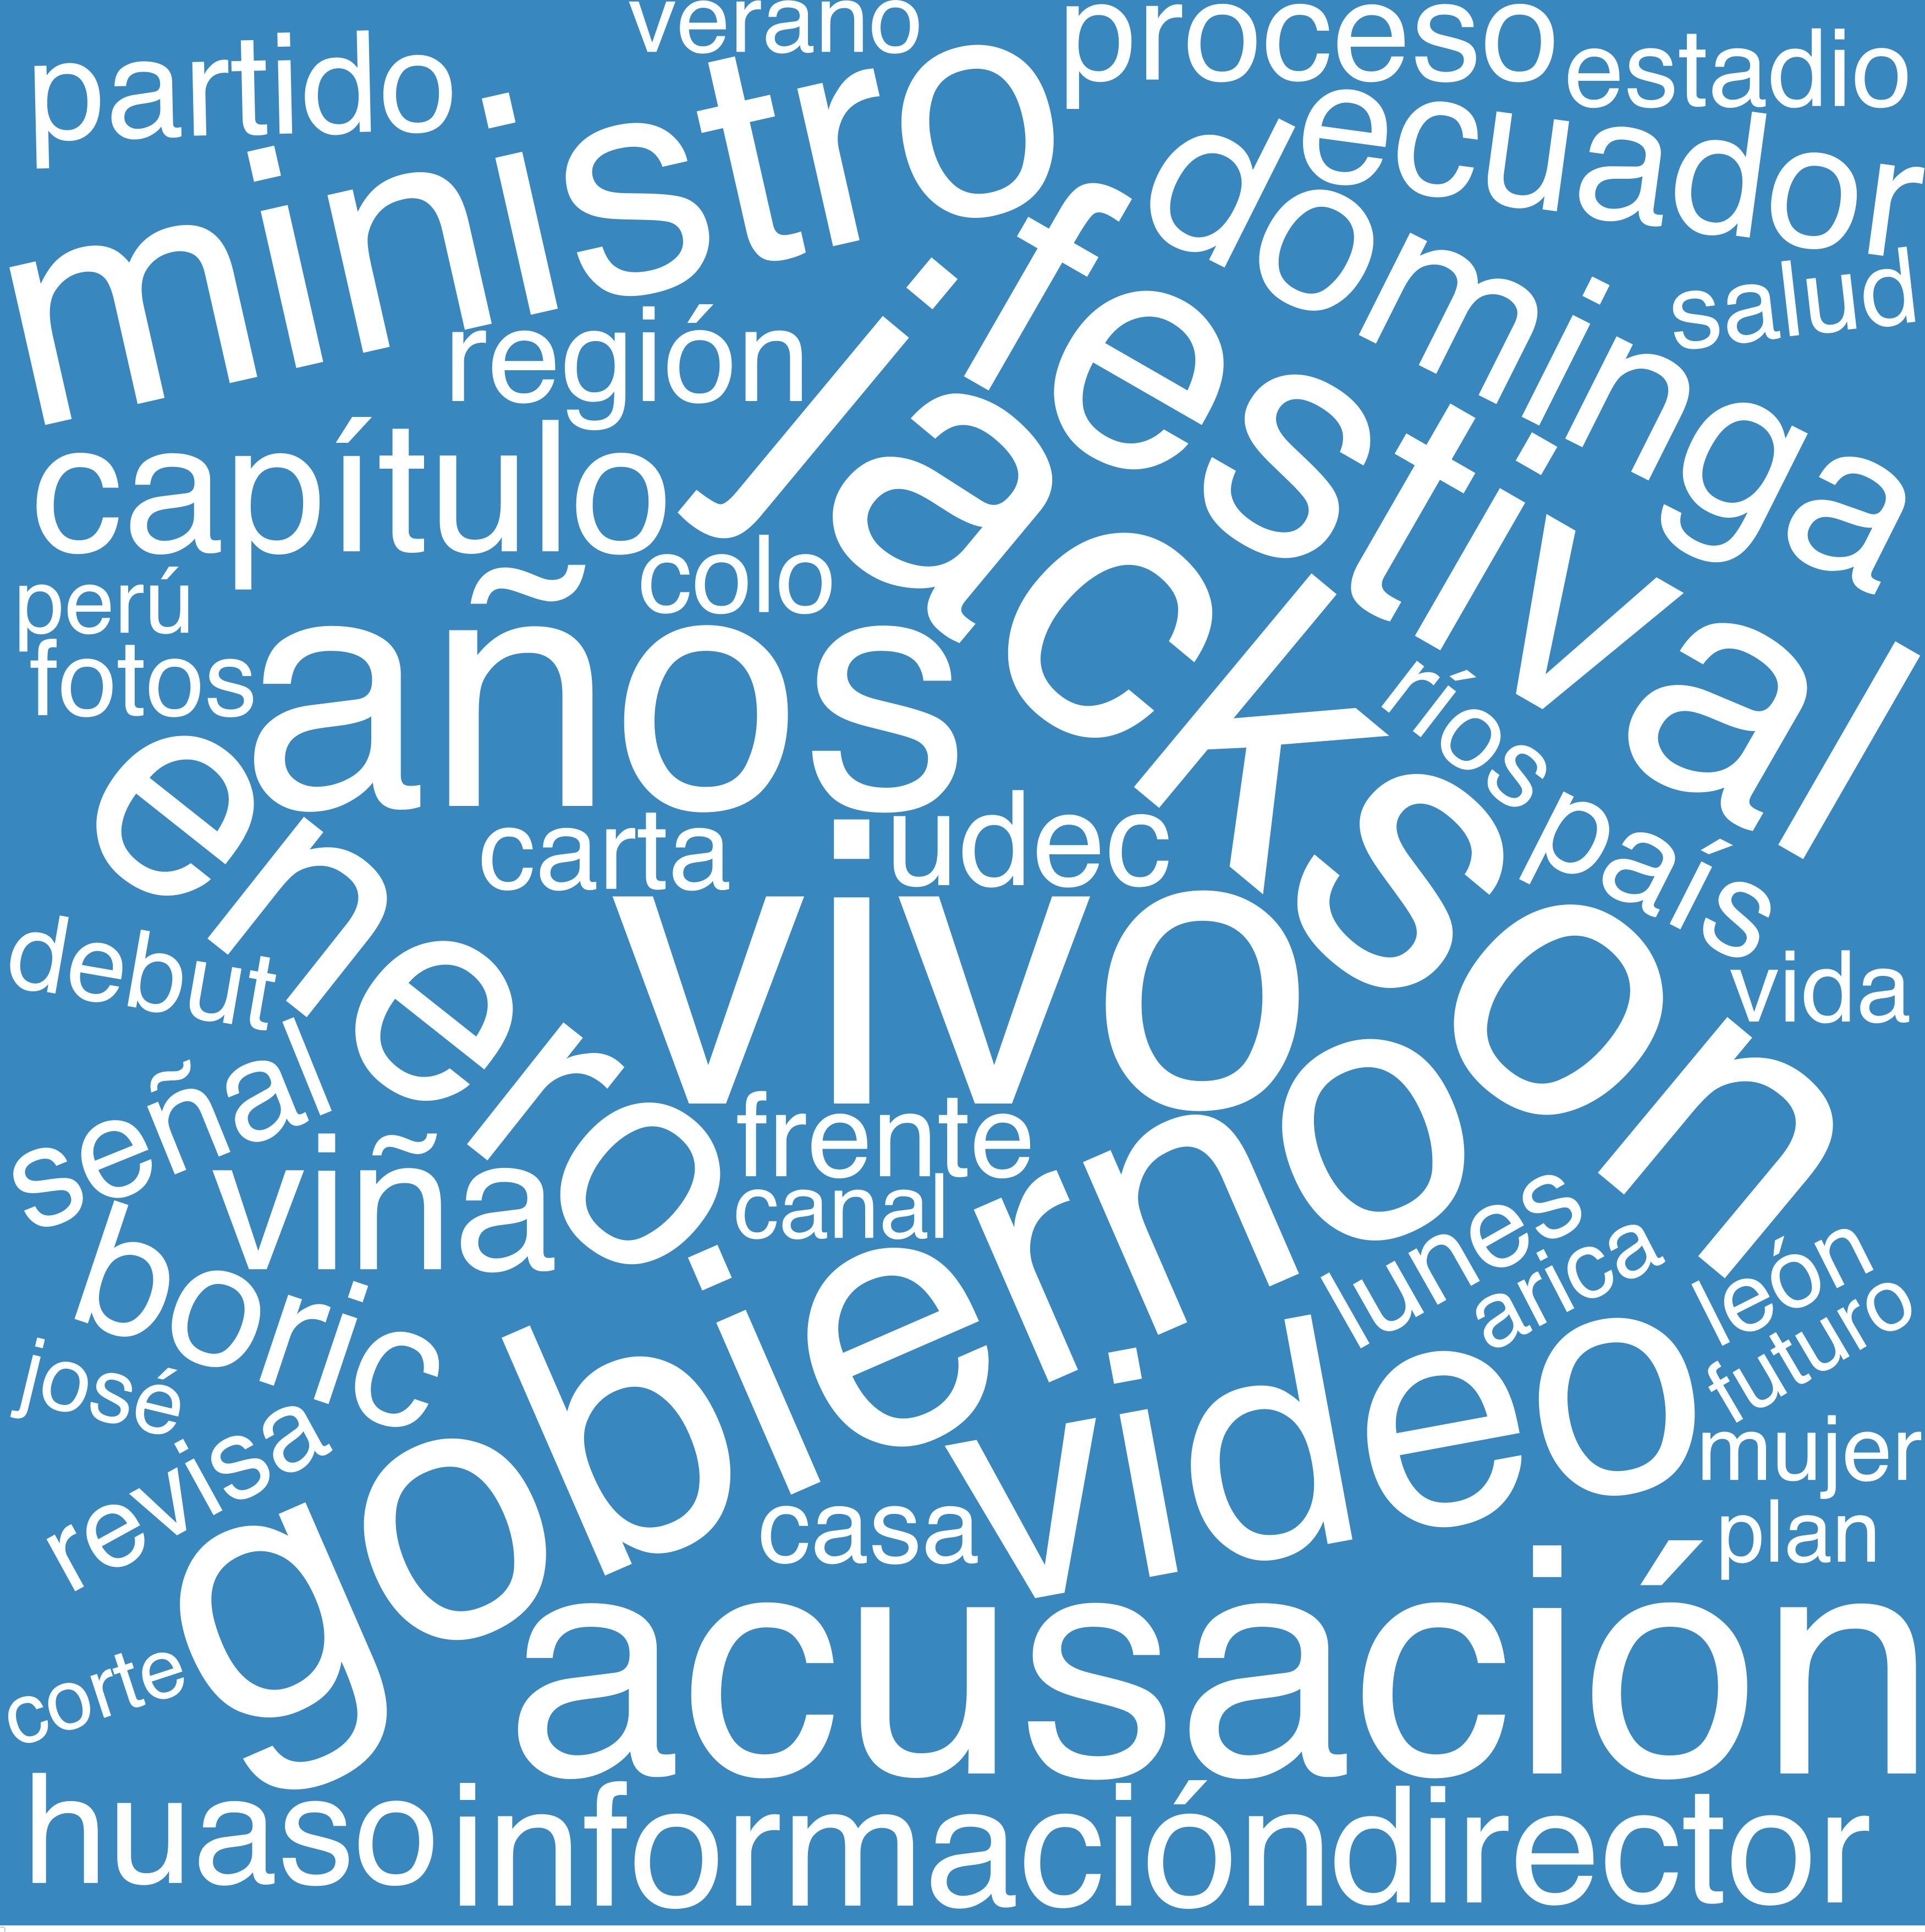 verano
proceso
partido
estadio
ministro
ecuador
dominga
salud
región
festival
jackson
capítulo
colo
perú
años
fotos
ríos
enero
carta
udec
país
vivo
debut
vida
señal
frente
viña
canal
gobierno
boric
lunes
arica
león
futuro
josé
video
revisa
mujer
casa
plan
acusación
corte
huaso
información
director